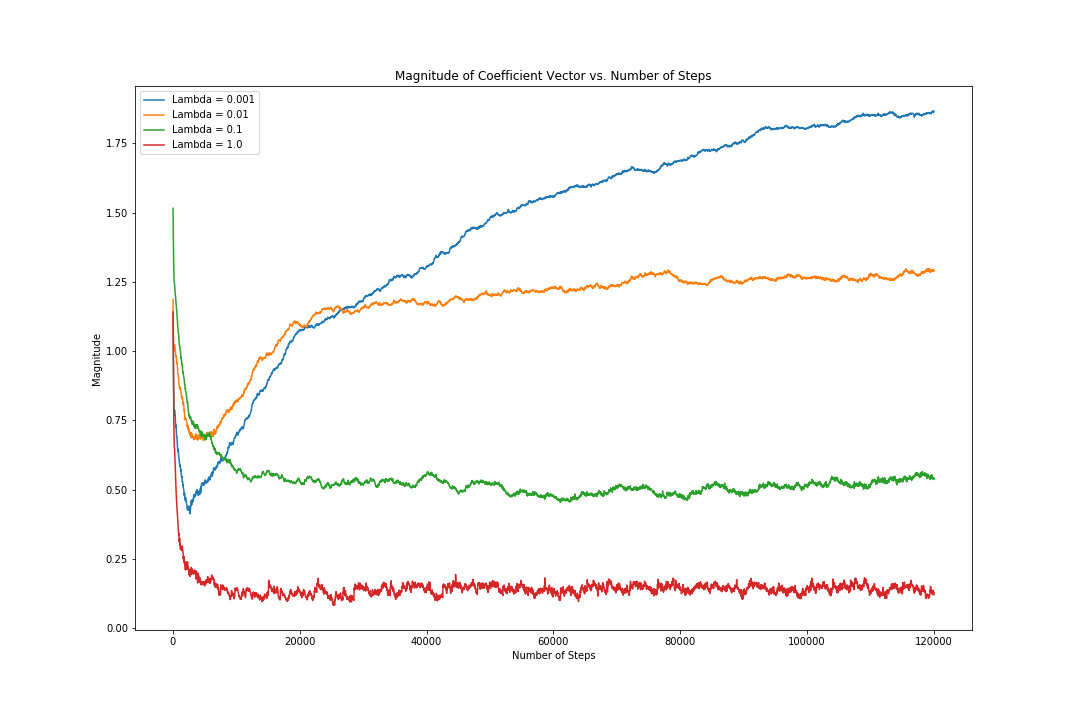 Magnitude of Coefficient Vector vs. Number of Steps
Lambda = 0.001
Lambda = 0.01
Lambda = 0.1
Lambda = 1.0
1.75
1.50
1.25
1.00
0.75
0.50
0.25
0.00
Magnitude
0 20000 40000 60000 80000 100000 120000
Number of Steps